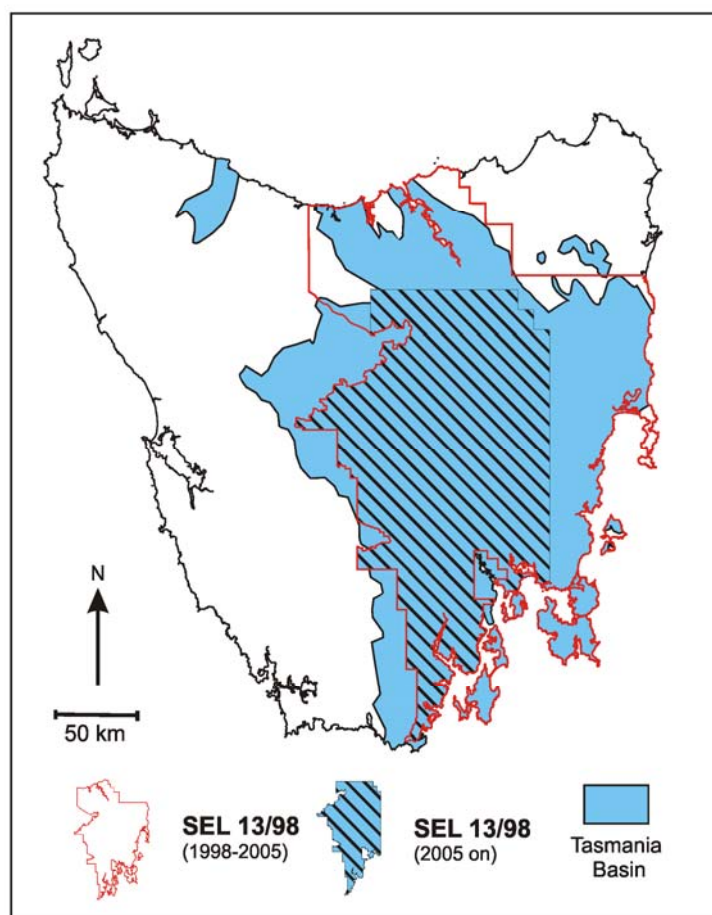 N
50 km
SEL 13/98
(1998-2005)
SEL 13/98
(2005 on)
Tasmania
Basin